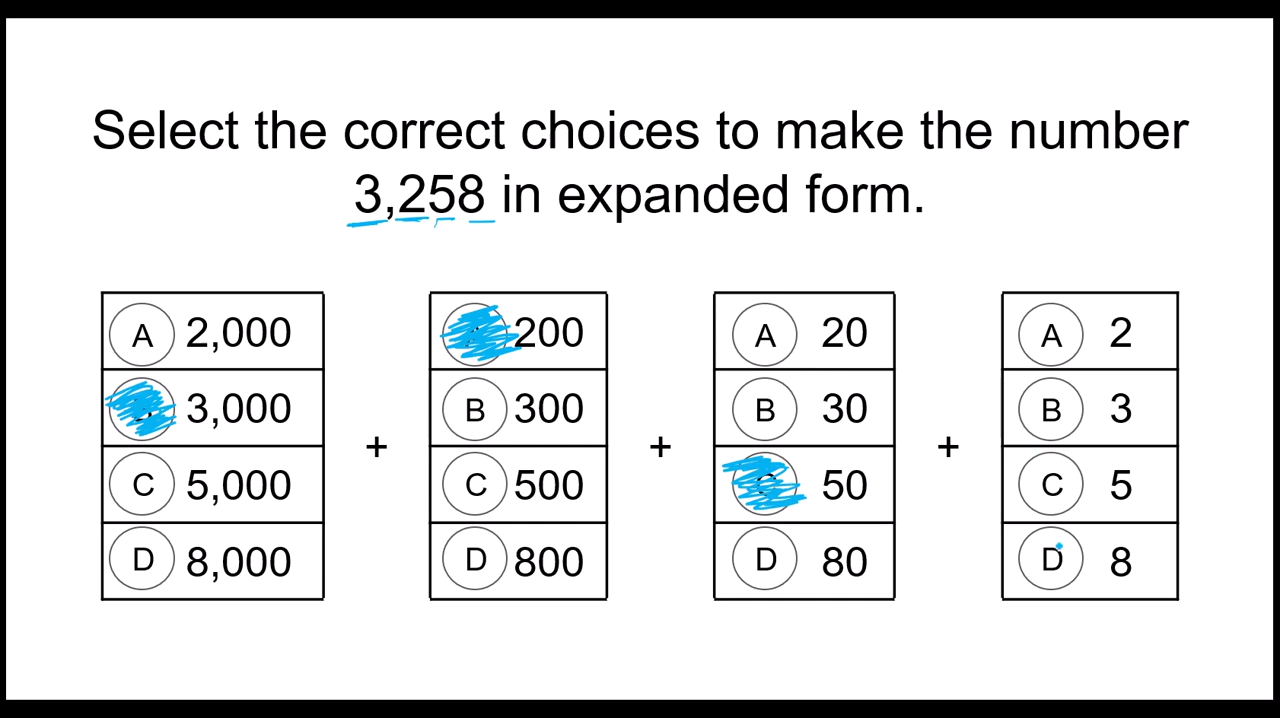 Select the correct choices to make the number
3,258 in expanded form.
A 2,000
3,000
C 5,000
D 8,000
+
200
B 300
C 500
D 800
+
A 20
B 30
50
D 80
+
A 2
B 3
C 5
D 8